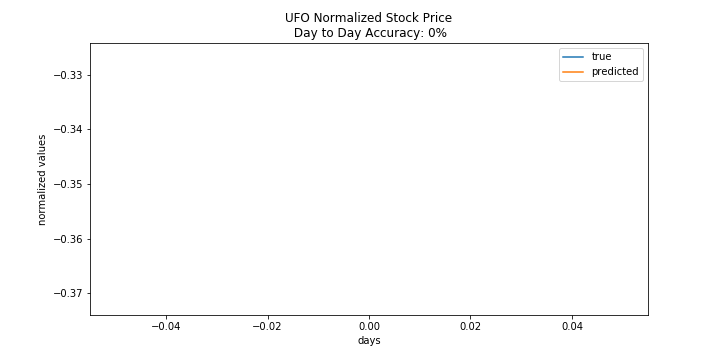 UFO Normalized Stock Price
Day to Day Accuracy: 0%
true
predicted
normalized values
−0.33
−0.34
−0.35
−0.36
−0.37
−0.04
−0.02
0.00
0.02
0.04
days